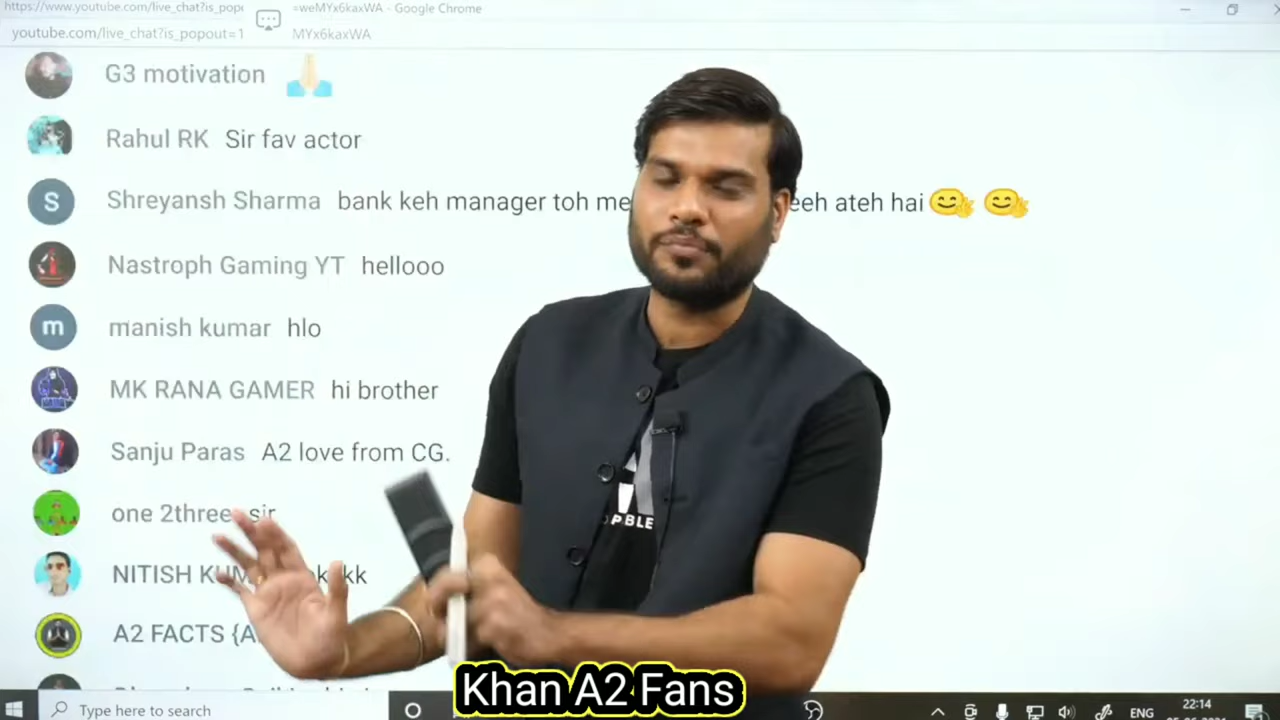 https://www.youtube.com/live_chat?is_pop
=weMYx6kaxWA - Google Chrome
youtube.com/live_chat?is_popout=1
MYx6kaxWA
G3 motivation
Rahul RK Sir fav actor
S Shreyansh Sharma bank keh manager toh me eeh ateh hai
Nastroph Gaming YT hellooo
m manish kumar hlo
MK RANA GAMER hi brother
Sanju Paras A2 love from CG.
one 2three sir
NITISH KUM kk
A2 FACTS {A
Khan A2 Fans
Type here to search
ENG
22:14